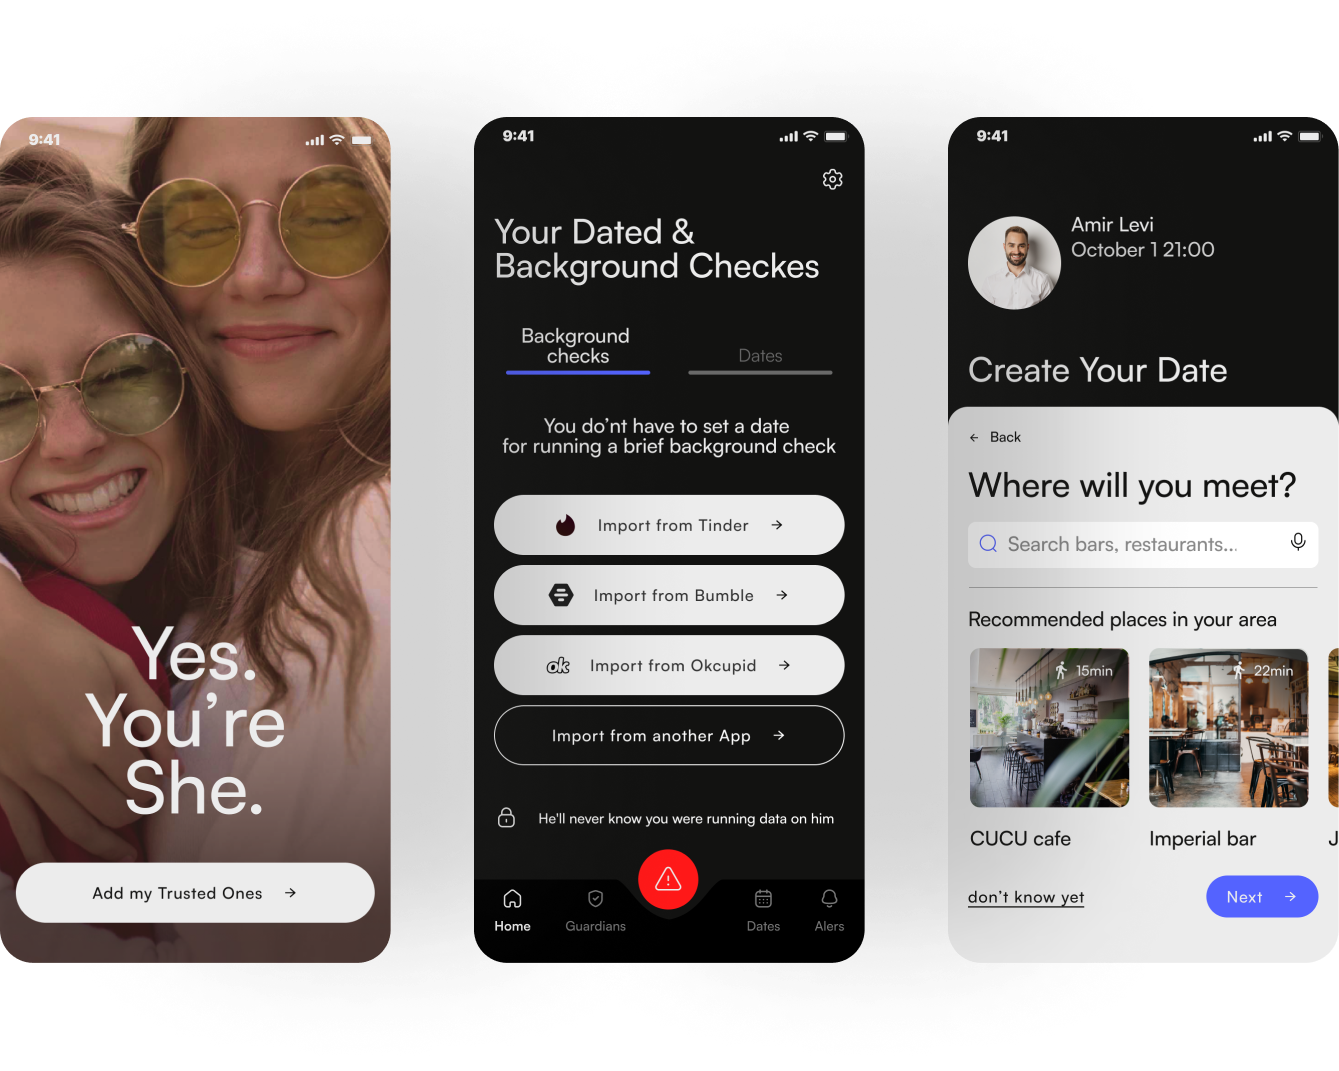 9:41
Yes.
You're
She.
Add my Trusted Ones
9:41
Your Dated &
Background Checkes
Background
checks
Dates
You do’nt have to set a date
for running a brief background check
Import from Tinder
Import from Bumble
ok
Import from Okcupid
Import from another App
He'll never know you were running data on him
Home
Guardians
Dates
Alers
9:41
Amir Levi
October 1 21:00
Create Your Date
Back
Where will you meet?
Search bars, restaurants...
Recommended places in your area
15min
22min
CUCU cafe
Imperial bar
J
don’t know yet
Next